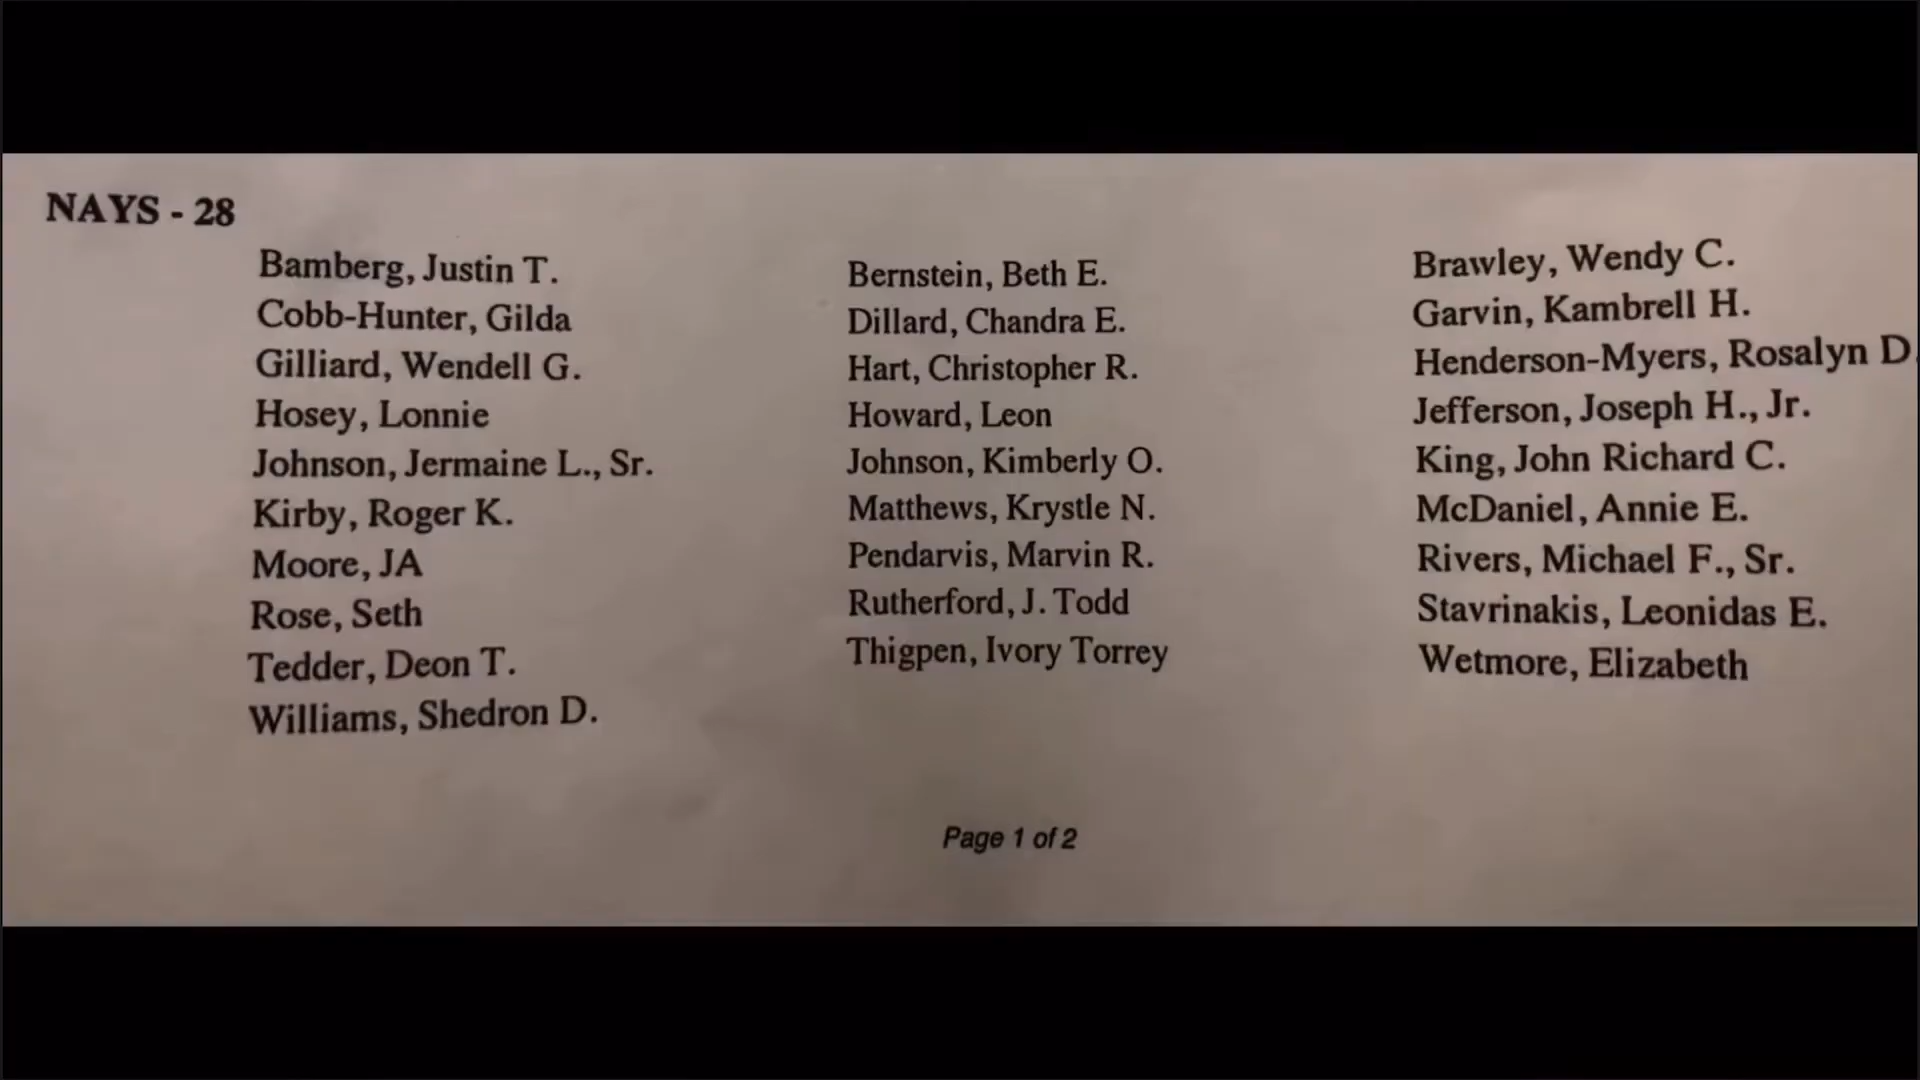 NAYS - 28
Bamberg, Justin T. Bernstein, Beth E. Brawley, Wendy C.
Cobb-Hunter, Gilda Dillard, Chandra E. Garvin, Kambrell H.
Gilliard, Wendell G. Hart, Christopher R. Henderson-Myers, Rosalyn D.
Hosey, Lonnie Howard, Leon Jefferson, Joseph H., Jr.
Johnson, Jermaine L., Sr. Johnson, Kimberly O. King, John Richard C.
Kirby, Roger K. Matthews, Krystle N. McDaniel, Annie E.
Moore, JA Pendarvis, Marvin R. Rivers, Michael F., Sr.
Rose, Seth Rutherford, J. Todd Stavrinakis, Leonidas E.
Tedder, Deon T. Thigpen, Ivory Torrey Wetmore, Elizabeth
Williams, Shedron D.
Page 1 of 2